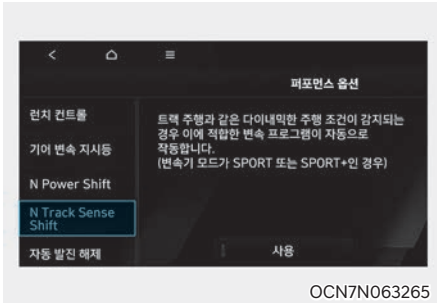 퍼포먼스 옵션
런치 컨트롤
기어 변속 지시등
N Power Shift
N Track Sense
Shift
자동 발진 해제
트랙 주행과 같은 다이내믹한 주행 조건이 감지되는
경우 이에 적합한 변속 프로그램이 자동으로
작동합니다.
(변속기 모드가 SPORT 또는 SPORT+인 경우)
사용
OCN7N063265